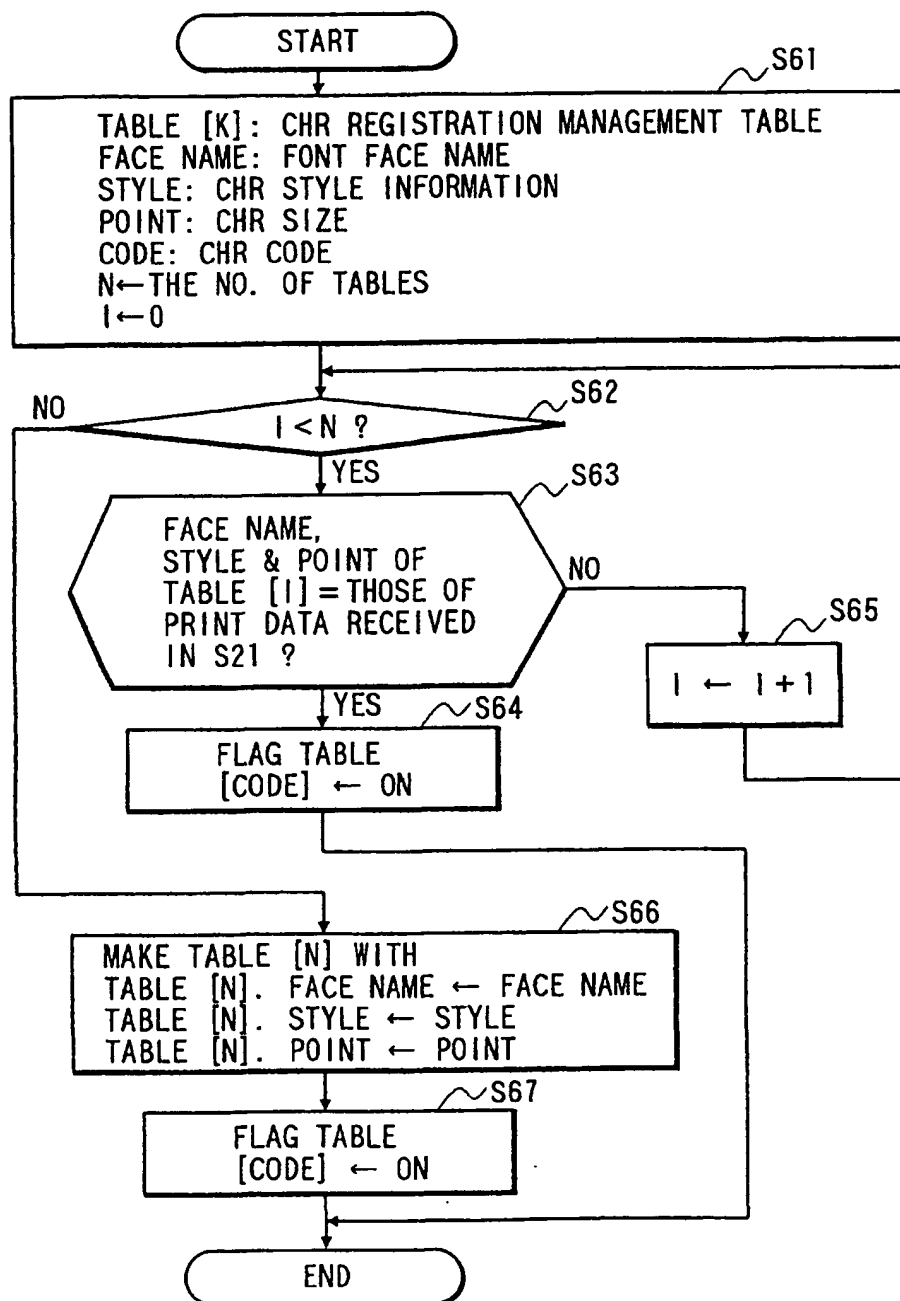 START
S61
TABLE [K]: CHR REGISTRATION MANAGEMENT TABLE
FACE NAME: FONT FACE NAME
STYLE: CHR STYLE INFORMATION
POINT: CHR SIZE
CODE: CHR CODE
N←THE NO. OF TABLES
I←0
S62
NO
I < N ?
YES
S63
FACE NAME,
STYLE & POINT OF
TABLE [I] = THOSE OF
PRINT DATA RECEIVED
IN S21 ?
NO
S65
I ← I + 1
YES
S64
FLAG TABLE
[CODE] ← ON
S66
MAKE TABLE [N] WITH
TABLE [N]. FACE NAME ← FACE NAME
TABLE [N]. STYLE ← STYLE
TABLE [N]. POINT ← POINT
S67
FLAG TABLE
[CODE] ← ON
END